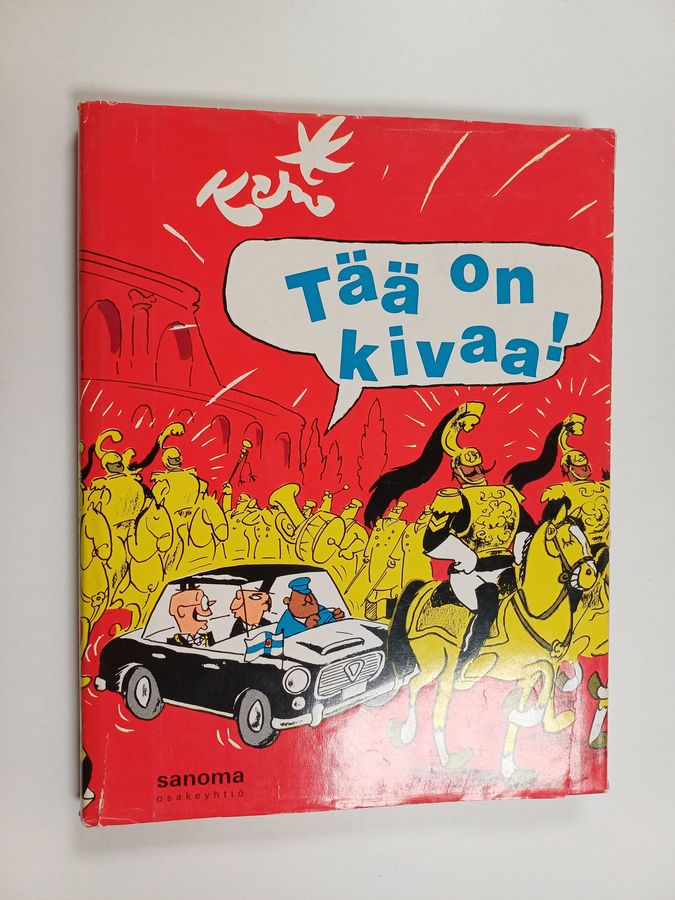 Kari
Tää on
kivaa!
sanoma
osakeyhtiö